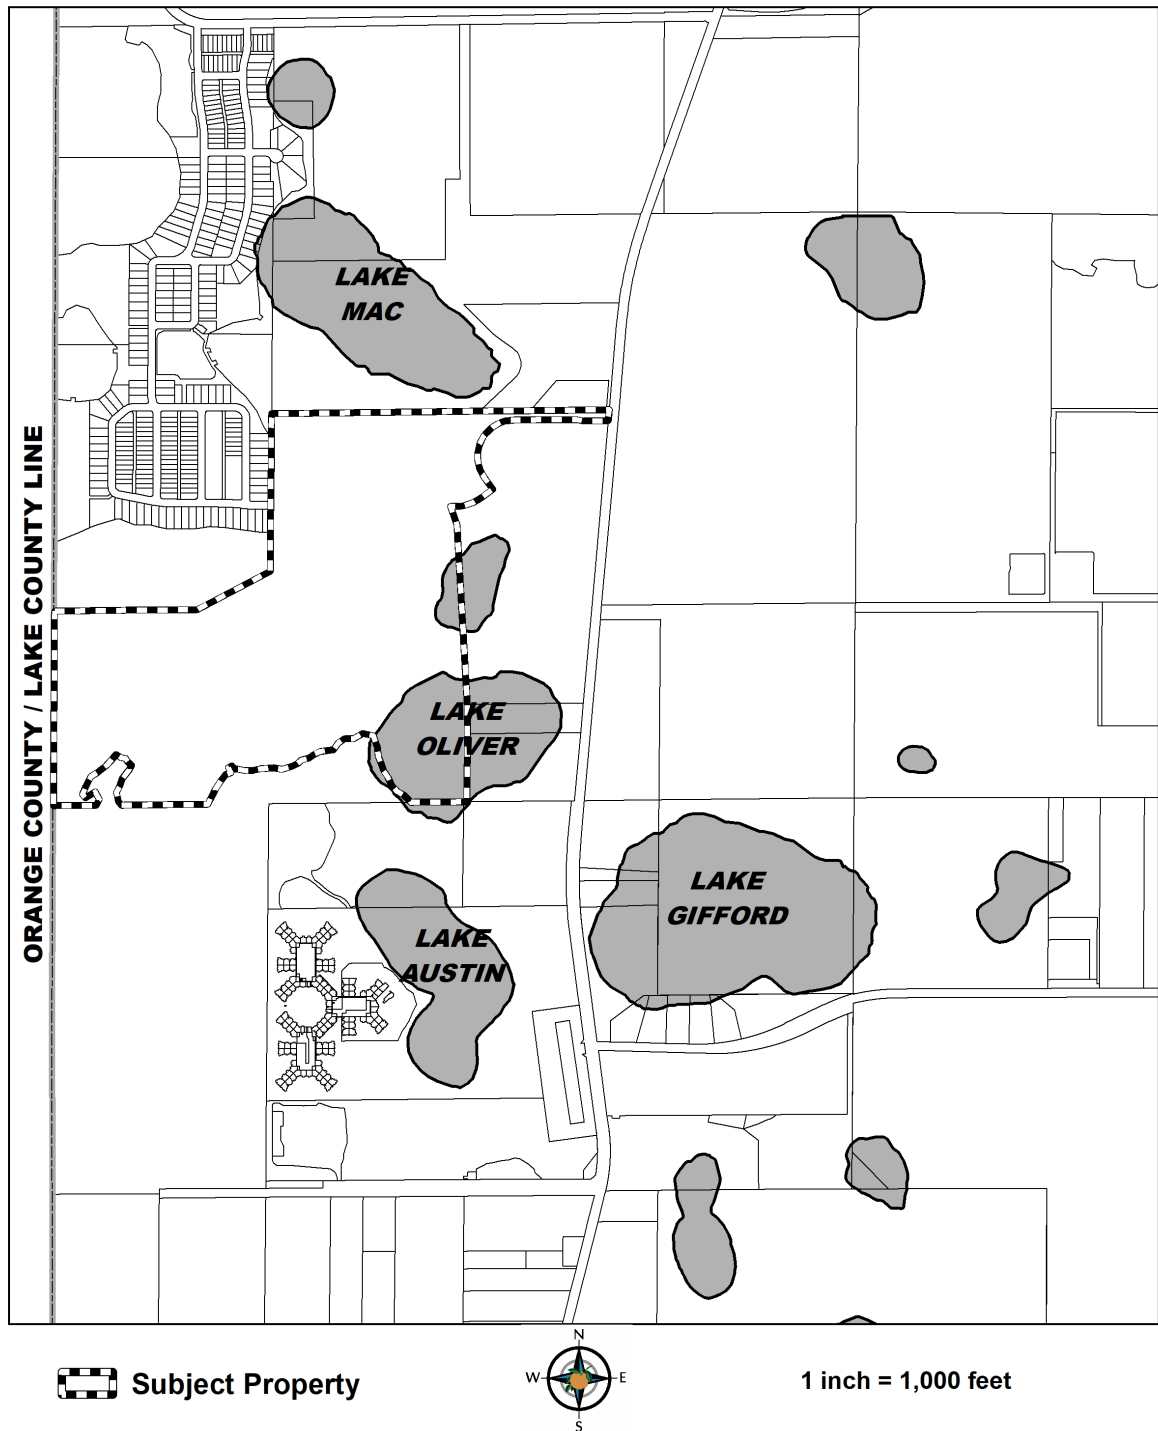 LAKE
MAC
ORANGE COUNTY / LAKE COUNTY LINE
LAKE
OLIVER
LAKE
GIFFORD
LAKE
AUSTIN
Subject Property
N
W
E
S
1 inch = 1,000 feet